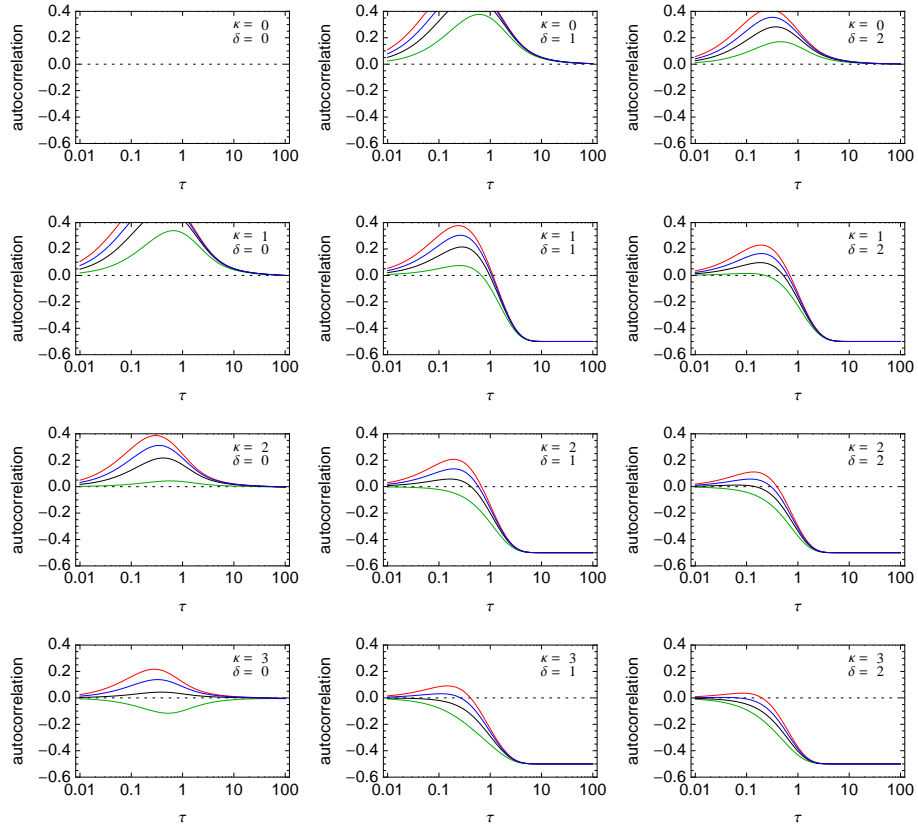 0.4 κ = 0 0.4 κ = 0 0.4 κ = 0
0.2 δ = 0 0.2 δ = 1 0.2 δ = 2
autocorrelation 0.0 autocorrelation 0.0 autocorrelation 0.0
−0.2 −0.2 −0.2
−0.4 −0.4 −0.4
−0.6 −0.6 −0.6
0.01 0.1 1 10 100 0.01 0.1 1 10 100 0.01 0.1 1 10 100
τ τ τ
0.4 κ = 1 0.4 κ = 1 0.4 κ = 1
0.2 δ = 0 0.2 δ = 1 0.2 δ = 2
autocorrelation 0.0 autocorrelation 0.0 autocorrelation 0.0
−0.2 −0.2 −0.2
−0.4 −0.4 −0.4
−0.6 −0.6 −0.6
0.01 0.1 1 10 100 0.01 0.1 1 10 100 0.01 0.1 1 10 100
τ τ τ
0.4 κ = 2 0.4 κ = 2 0.4 κ = 2
0.2 δ = 0 0.2 δ = 1 0.2 δ = 2
autocorrelation 0.0 autocorrelation 0.0 autocorrelation 0.0
−0.2 −0.2 −0.2
−0.4 −0.4 −0.4
−0.6 −0.6 −0.6
0.01 0.1 1 10 100 0.01 0.1 1 10 100 0.01 0.1 1 10 100
τ τ τ
0.4 κ = 3 0.4 κ = 3 0.4 κ = 3
0.2 δ = 0 0.2 δ = 1 0.2 δ = 2
autocorrelation 0.0 autocorrelation 0.0 autocorrelation 0.0
−0.2 −0.2 −0.2
−0.4 −0.4 −0.4
−0.6 −0.6 −0.6
0.01 0.1 1 10 100 0.01 0.1 1 10 100 0.01 0.1 1 10 100
τ τ τ